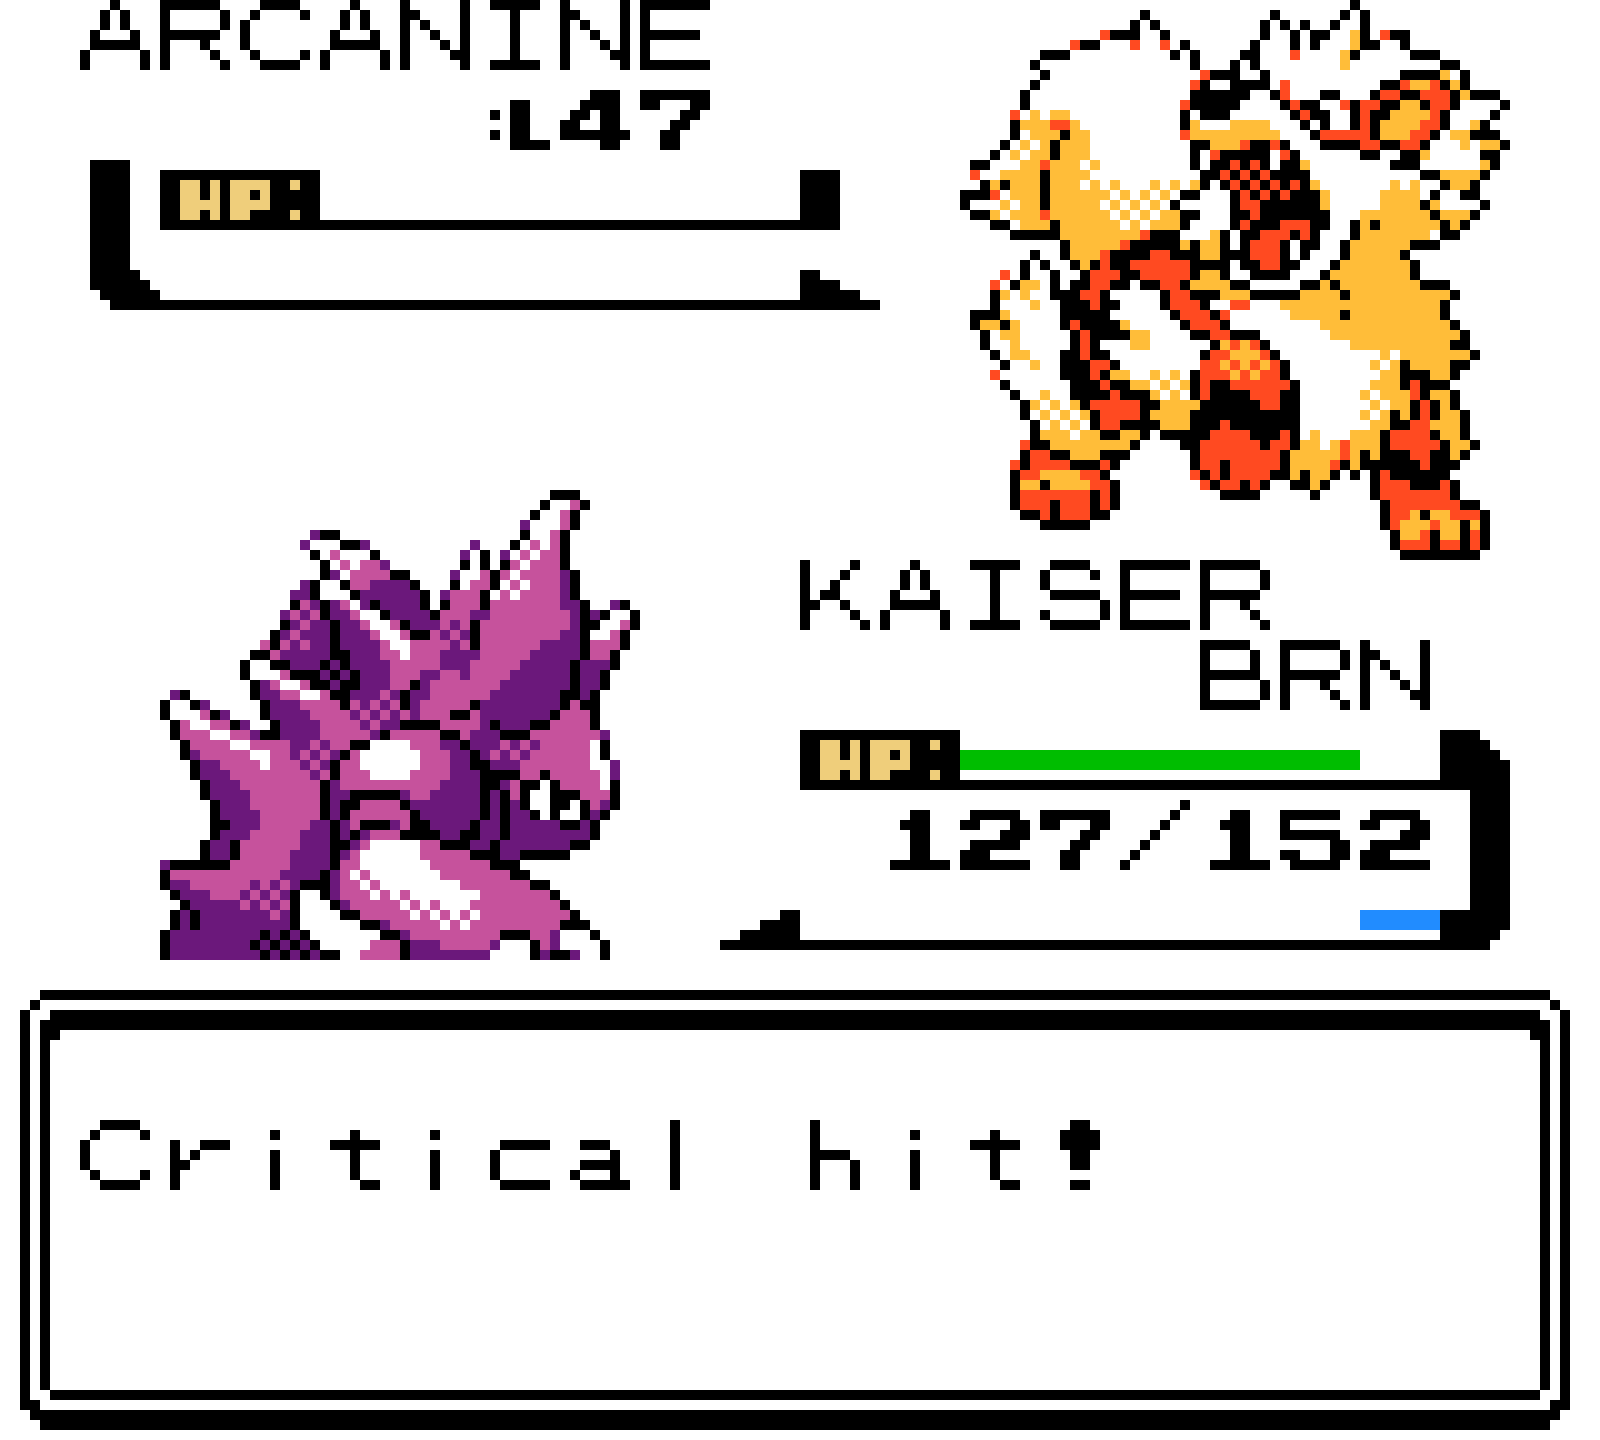 ARCANINE
:L47
HP:
KAISER
BRN
HP:
127/152
Critical hit!